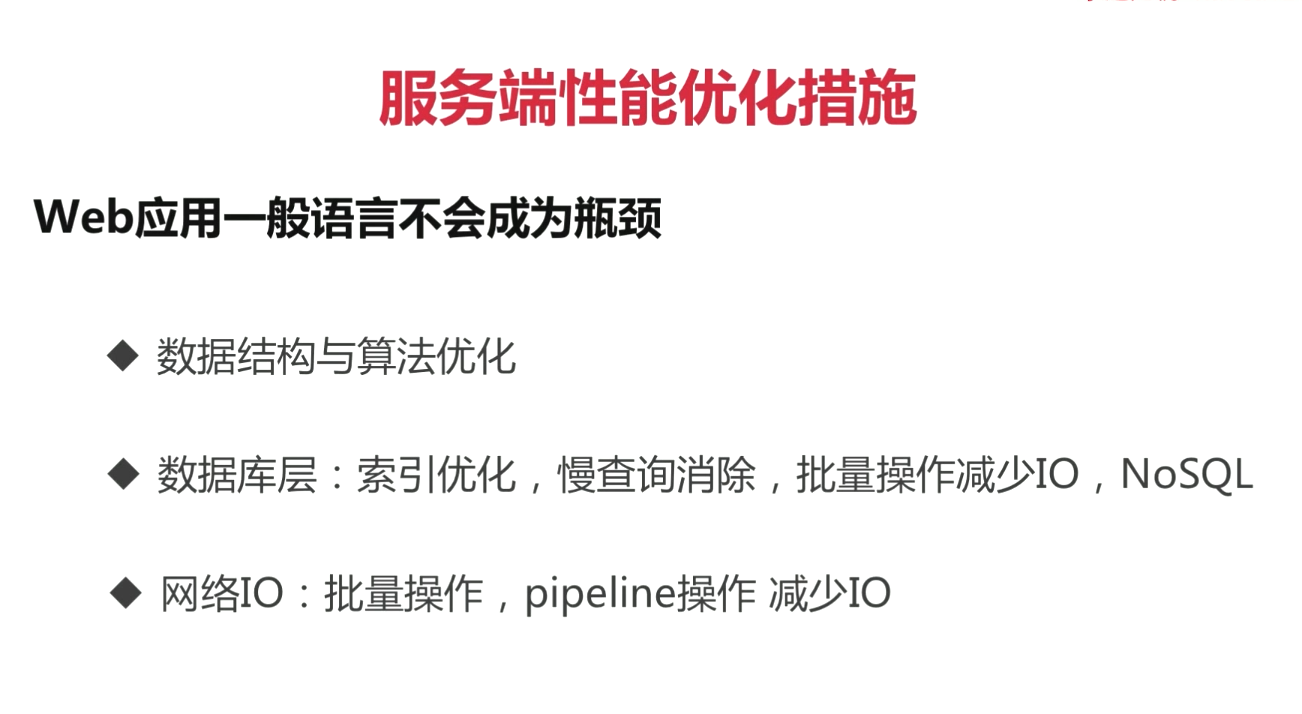 服务端性能优化措施
Web应用一般语言不会成为瓶颈
◆ 数据结构与算法优化
◆ 数据库层：索引优化，慢查询消除，批量操作减少IO，NoSQL
◆ 网络IO：批量操作，pipeline操作 减少IO